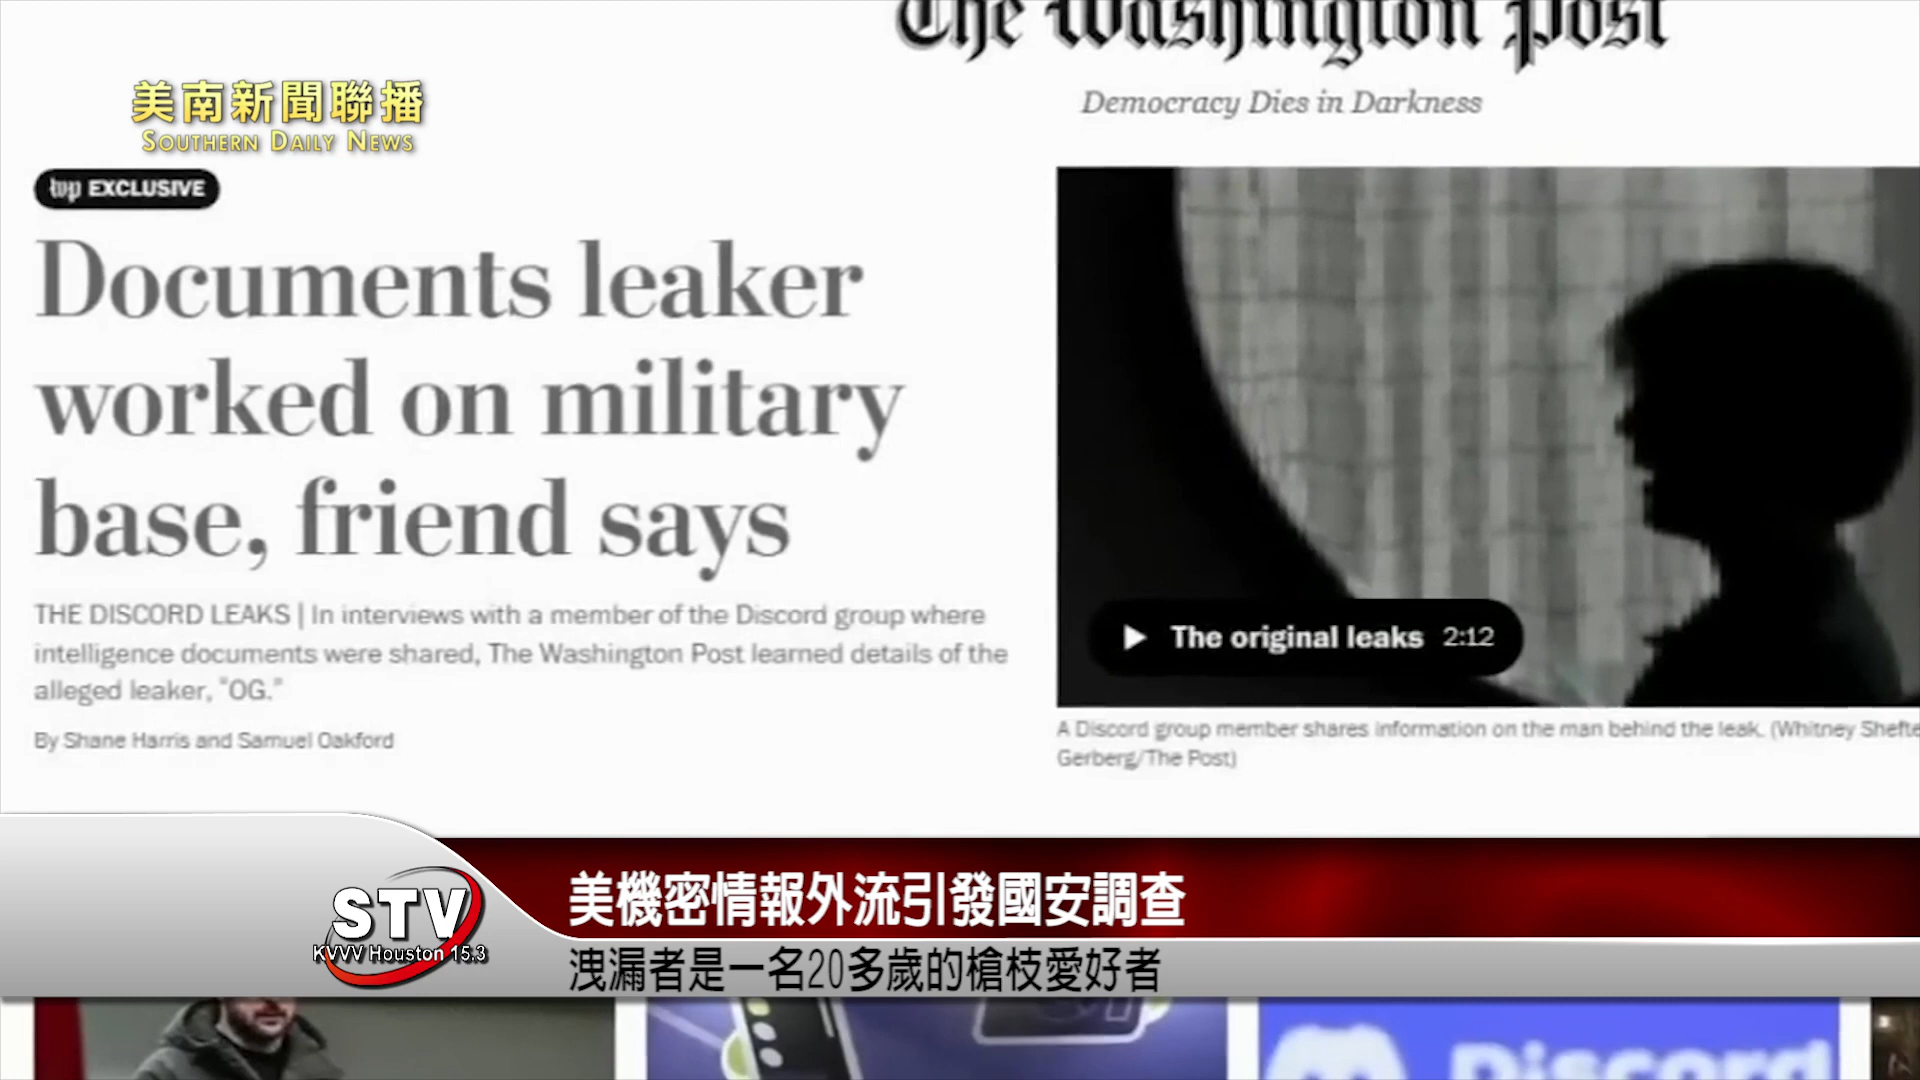 The Washington Post
Democracy Dies in Darkness
美南新聞聯播
SOUTHERN DAILY NEWS
wp EXCLUSIVE
Documents leaker
worked on military
base, friend says
THE DISCORD LEAKS | In interviews with a member of the Discord group where
intelligence documents were shared, The Washington Post learned details of the
alleged leaker, "OG."
By Shane Harris and Samuel Oakford
The original leaks 2:12
A Discord group member shares information on the man behind the leak. (Whitney Shefte
Gerberg/The Post)
美機密情報外流引發國安調查
STV
KVVV Houston 15.3
洩漏者是一名20多歲的槍枝愛好者
Discord